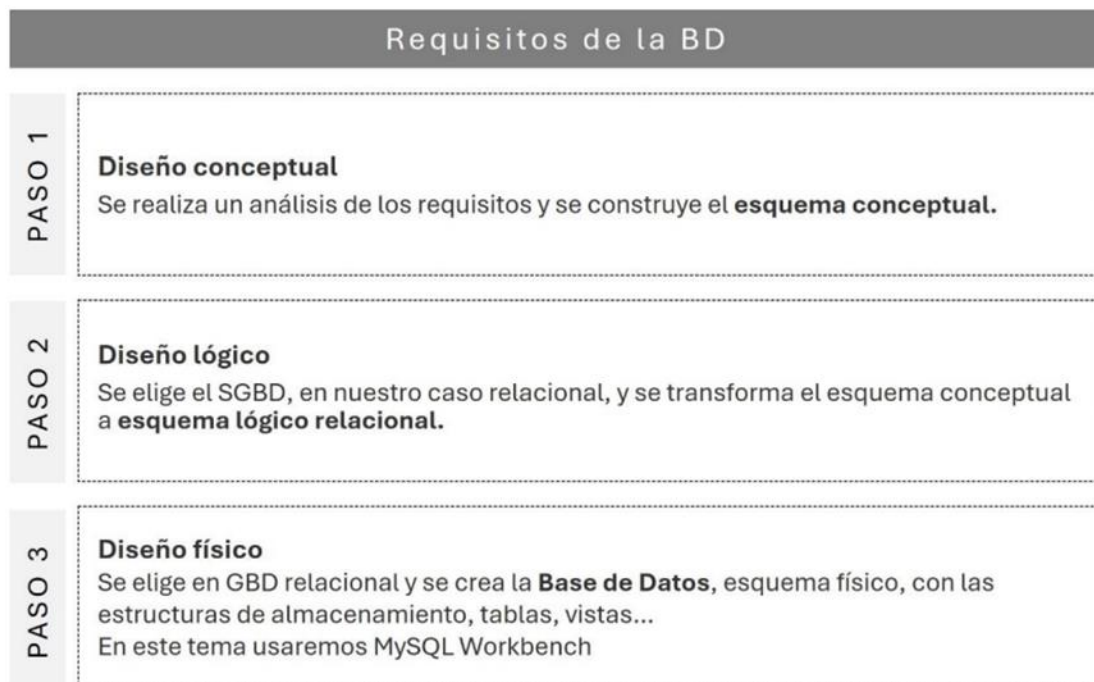 Requisitos de la BD
PASO 1
Diseño conceptual
Se realiza un análisis de los requisitos y se construye el esquema conceptual.
PASO 2
Diseño lógico
Se elige el SGBD, en nuestro caso relacional, y se transforma el esquema conceptual
a esquema lógico relacional.
PASO 3
Diseño físico
Se elige en GBD relacional y se crea la Base de Datos, esquema físico, con las
estructuras de almacenamiento, tablas, vistas...
En este tema usaremos MySQL Workbench